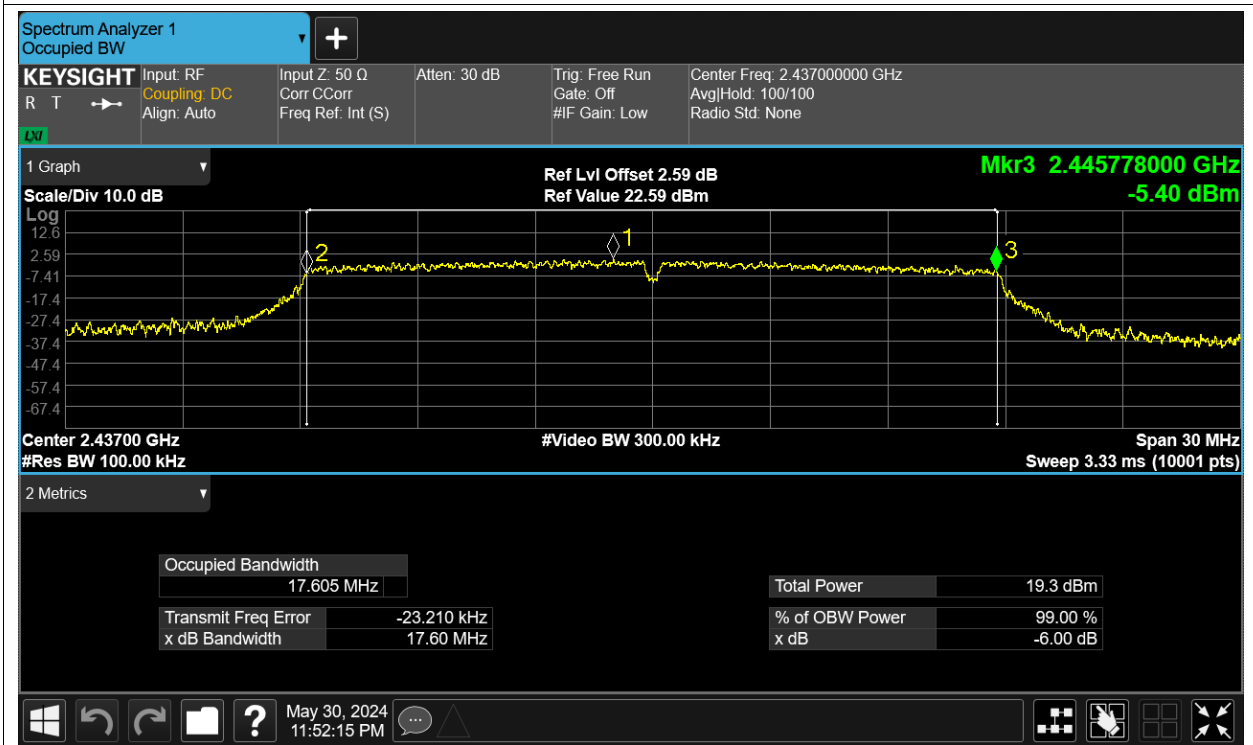 Spectrum Analyzer 1
Occupied BW
KEYSIGHT
R T
LXI
Input: RF
Coupling: DC
Align: Auto
Input Z: 50 Ω
Corr CCorr
Freq Ref: Int (S)
Atten: 30 dB
Trig: Free Run
Gate: Off
#IF Gain: Low
Center Freq: 2.437000000 GHz
Avg|Hold: 100/100
Radio Std: None
1 Graph
Scale/Div 10.0 dB
Ref Lvl Offset 2.59 dB
Ref Value 22.59 dBm
Mkr3 2.445778000 GHz
-5.40 dBm
Log
12.6
2.59
-7.41
-17.4
-27.4
-37.4
-47.4
-57.4
-67.4
2
1
3
Center 2.43700 GHz
#Res BW 100.00 kHz
#Video BW 300.00 kHz
Span 30 MHz
Sweep 3.33 ms (10001 pts)
2 Metrics
Occupied Bandwidth
17.605 MHz
Transmit Freq Error -23.210 kHz
x dB Bandwidth 17.60 MHz
Total Power 19.3 dBm
% of OBW Power 99.00 %
x dB -6.00 dB
?
May 30, 2024
11:52:15 PM